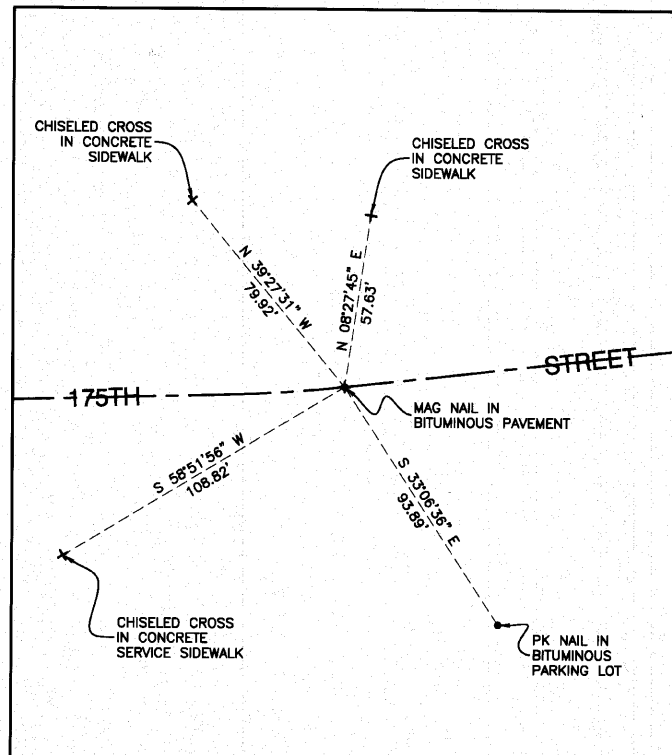 CHISELED CROSS
IN CONCRETE
SIDEWALK
CHISELED CROSS
IN CONCRETE
SIDEWALK
N 39°27'31" W
79.92'
N 08°27'45" E
57.63'
175TH STREET
MAG NAIL IN
BITUMINOUS PAVEMENT
S 58°51'56" W
108.82'
S 33°06'36" E
93.89'
CHISELED CROSS
IN CONCRETE
SERVICE SIDEWALK
PK NAIL IN
BITUMINOUS
PARKING LOT